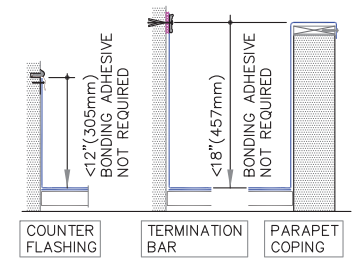 <12"(305mm)
BONDING ADHESIVE
NOT REQUIRED
<18"(457mm)
BONDING ADHESIVE
NOT REQUIRED
COUNTER
FLASHING
TERMINATION
BAR
PARAPET
COPING